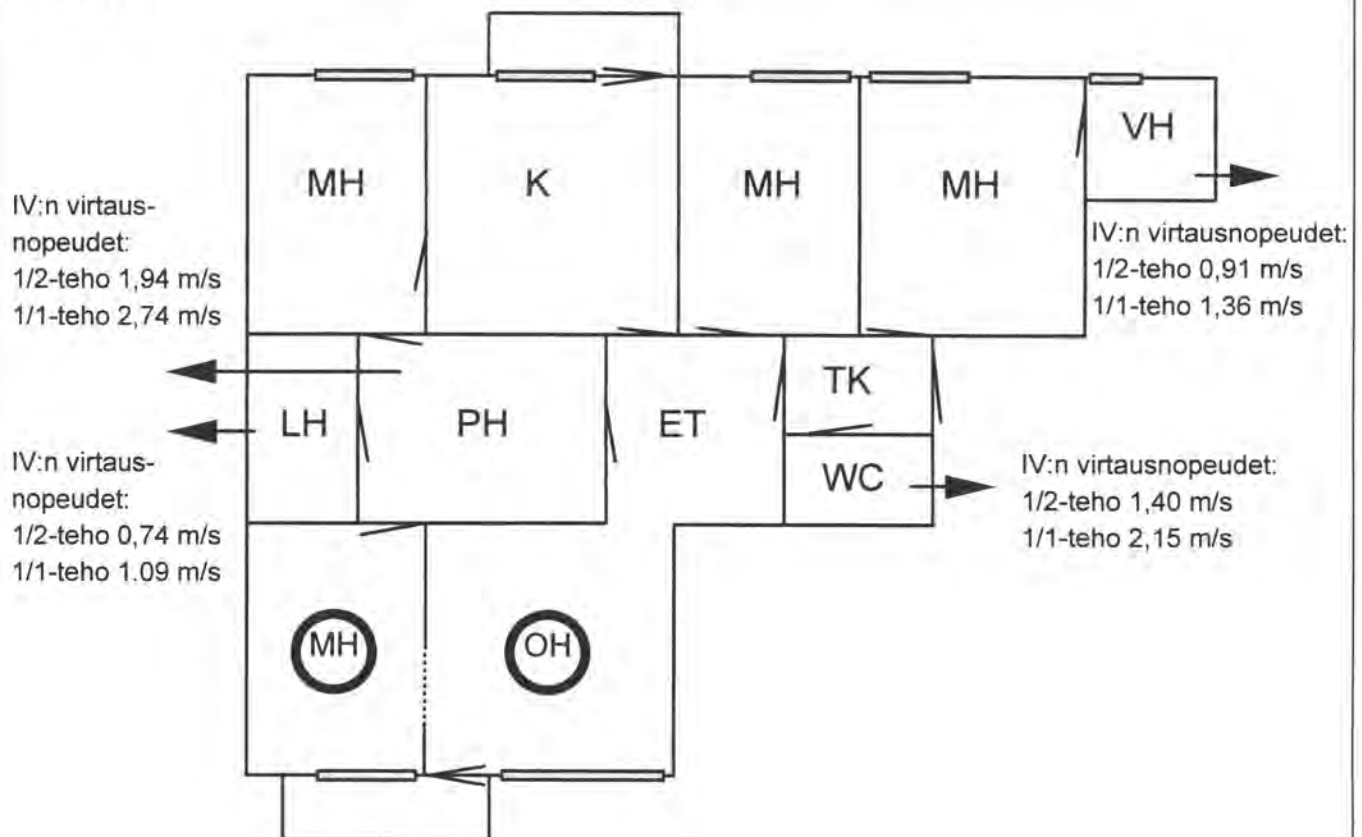 MH
K
MH
MH
VH
IV:n virtaus-
nopeudet:
1/2-teho 1,94 m/s
1/1-teho 2,74 m/s
IV:n virtausnopeudet:
1/2-teho 0,91 m/s
1/1-teho 1,36 m/s
LH
PH
ET
TK
WC
IV:n virtaus-
nopeudet:
1/2-teho 0,74 m/s
1/1-teho 1.09 m/s
IV:n virtausnopeudet:
1/2-teho 1,40 m/s
1/1-teho 2,15 m/s
MH
OH